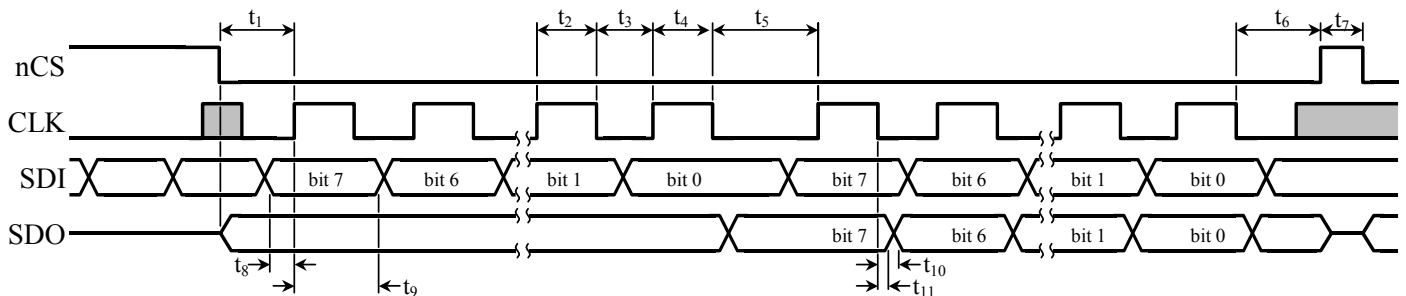 t₁ t₂ t₃ t₄ t₅ t₆ t₇
nCS
CLK
SDI bit 7 bit 6 bit 1 bit 0 bit 7 bit 6 bit 1 bit 0
SDO bit 7 bit 6 bit 1 bit 0
t₈ t₁₀
t₉ t₁₁